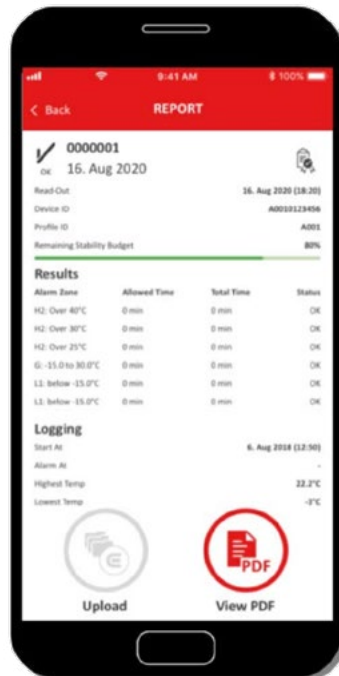 9:41 AM 100%
Back REPORT
0000001
OK 16. Aug 2020
Read-Out 16. Aug 2020 (18:20)
Device ID A0010123456
Profile ID A001
Remaining Stability Budget 80%
Results
Alarm Zone Allowed Time Total Time Status
H2: Over 40°C 0 min 0 min OK
H2: Over 30°C 0 min 0 min OK
H2: Over 25°C 0 min 0 min OK
G: -15.0 to 30.0°C 0 min 0 min OK
L1: below -15.0°C 0 min 0 min OK
L1: below -15.0°C 0 min 0 min OK
Logging
Start At 6. Aug 2018 (12:50)
Alarm At -
Highest Temp 22.2°C
Lowest Temp -3°C
PDF
Upload View PDF